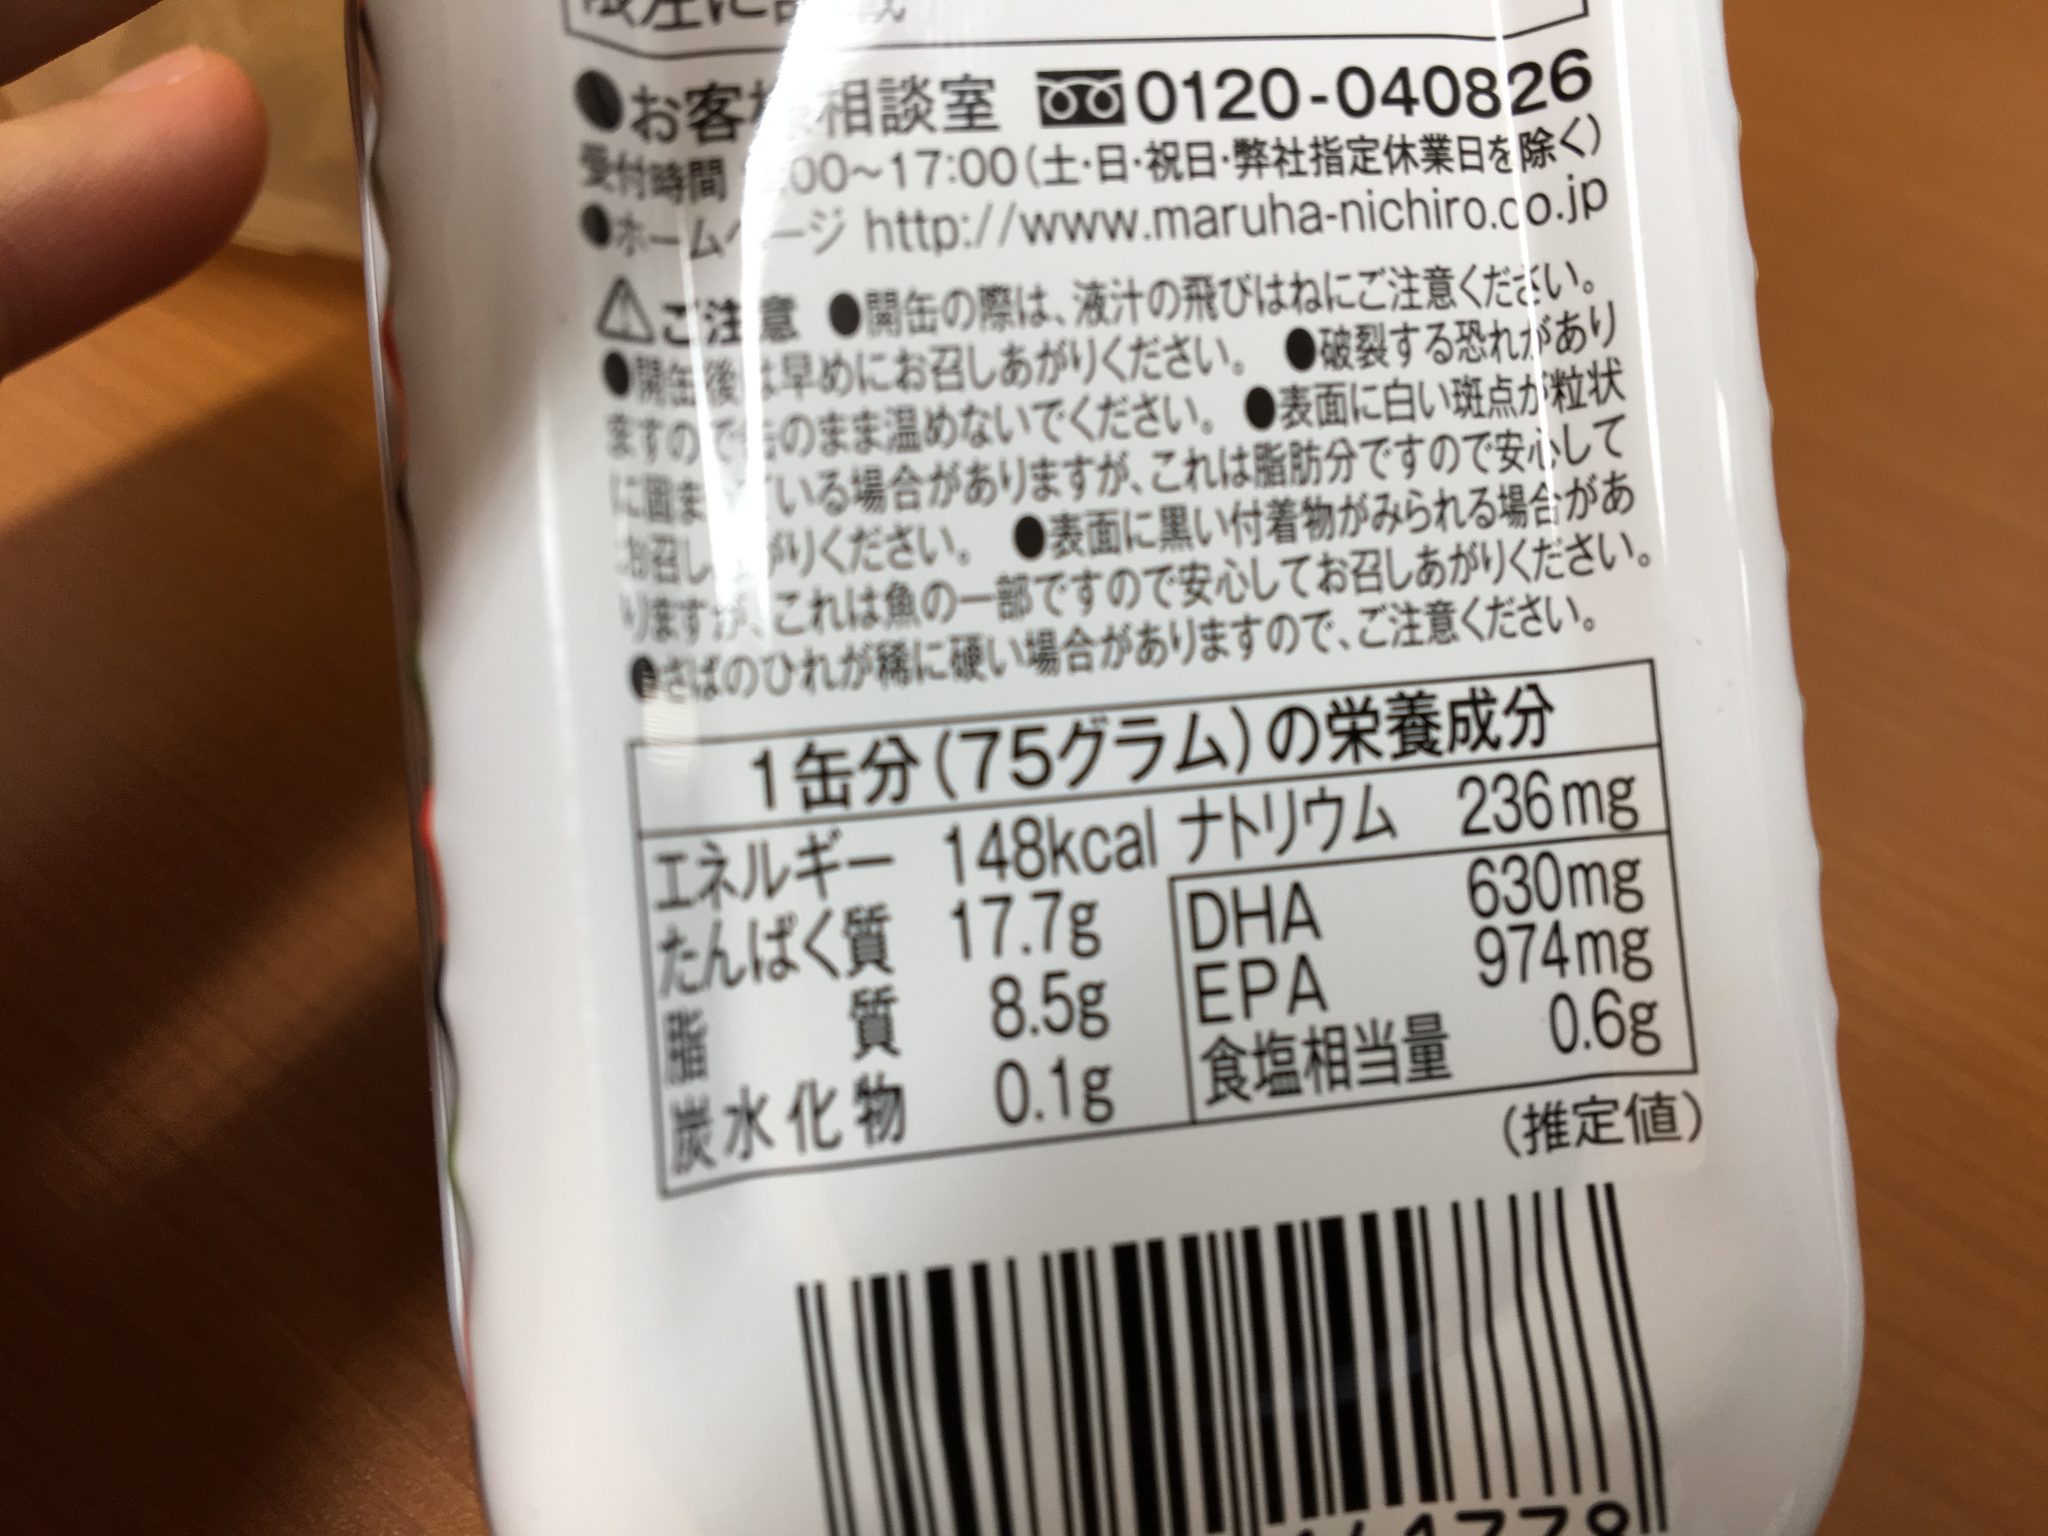 ●お客様相談室 0120-040826
受付時間 :00～17:00(土・日・祝日・弊社指定休業日を除く)
●ホームページ http://www.maruha-nichiro.co.jp
⚠ご注意 ●開缶の際は、液汁の飛びはねにご注意ください。
●開缶後は早めにお召しあがりください。 ●破裂する恐れがあり
ますので缶のまま温めないでください。 ●表面に白い斑点が粒状
に固まっている場合がありますが、これは脂肪分ですので安心して
お召しあがりください。 ●表面に黒い付着物がみられる場合があ
りますが、これは魚の一部ですので安心してお召しあがりください。
●さばのひれが稀に硬い場合がありますので、ご注意ください。
1缶分(75グラム)の栄養成分
エネルギー 148kcal ナトリウム 236mg
たんぱく質 17.7g DHA 630mg
脂質 8.5g EPA 974mg
炭水化物 0.1g 食塩相当量 0.6g
(推定値)